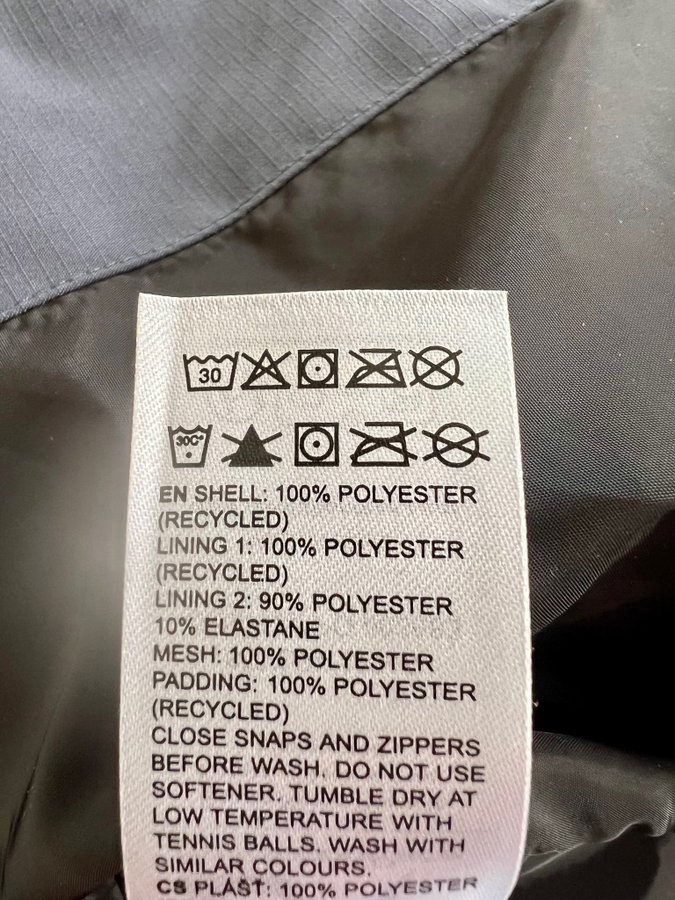 30
30C°
EN SHELL: 100% POLYESTER
(RECYCLED)
LINING 1: 100% POLYESTER
(RECYCLED)
LINING 2: 90% POLYESTER
10% ELASTANE
MESH: 100% POLYESTER
PADDING: 100% POLYESTER
(RECYCLED)
CLOSE SNAPS AND ZIPPERS
BEFORE WASH. DO NOT USE
SOFTENER. TUMBLE DRY AT
LOW TEMPERATURE WITH
TENNIS BALLS. WASH WITH
SIMILAR COLOURS.
CS PLÁŠŤ: 100% POLYESTER